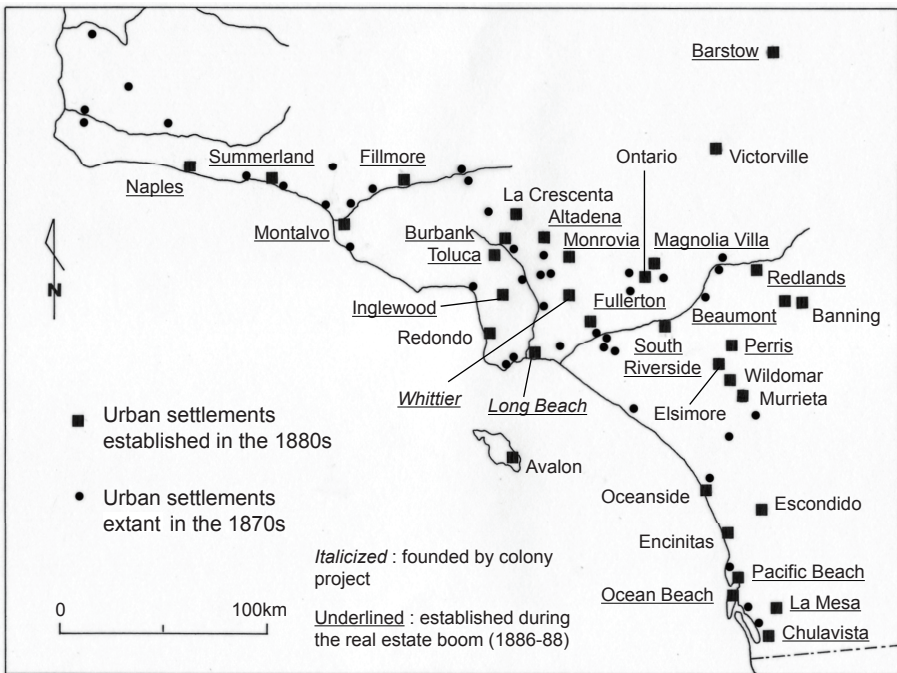 Barstow
Ontario
Victorville
Summerland
Fillmore
Naples
La Crescenta
Altadena
Montalvo
Burbank
Monrovia
Magnolia Villa
Toluca
Redlands
Inglewood
Fullerton
Beaumont
Banning
N
Redondo
South
Riverside
Perris
Whittier
Long Beach
Wildomar
Elsimore
Murrieta
Urban settlements
established in the 1880s
Avalon
Urban settlements
extant in the 1870s
Oceanside
Escondido
Encinitas
Italicized : founded by colony
project
Pacific Beach
Ocean Beach
La Mesa
0 100km
Underlined : established during
the real estate boom (1886-88)
Chulavista